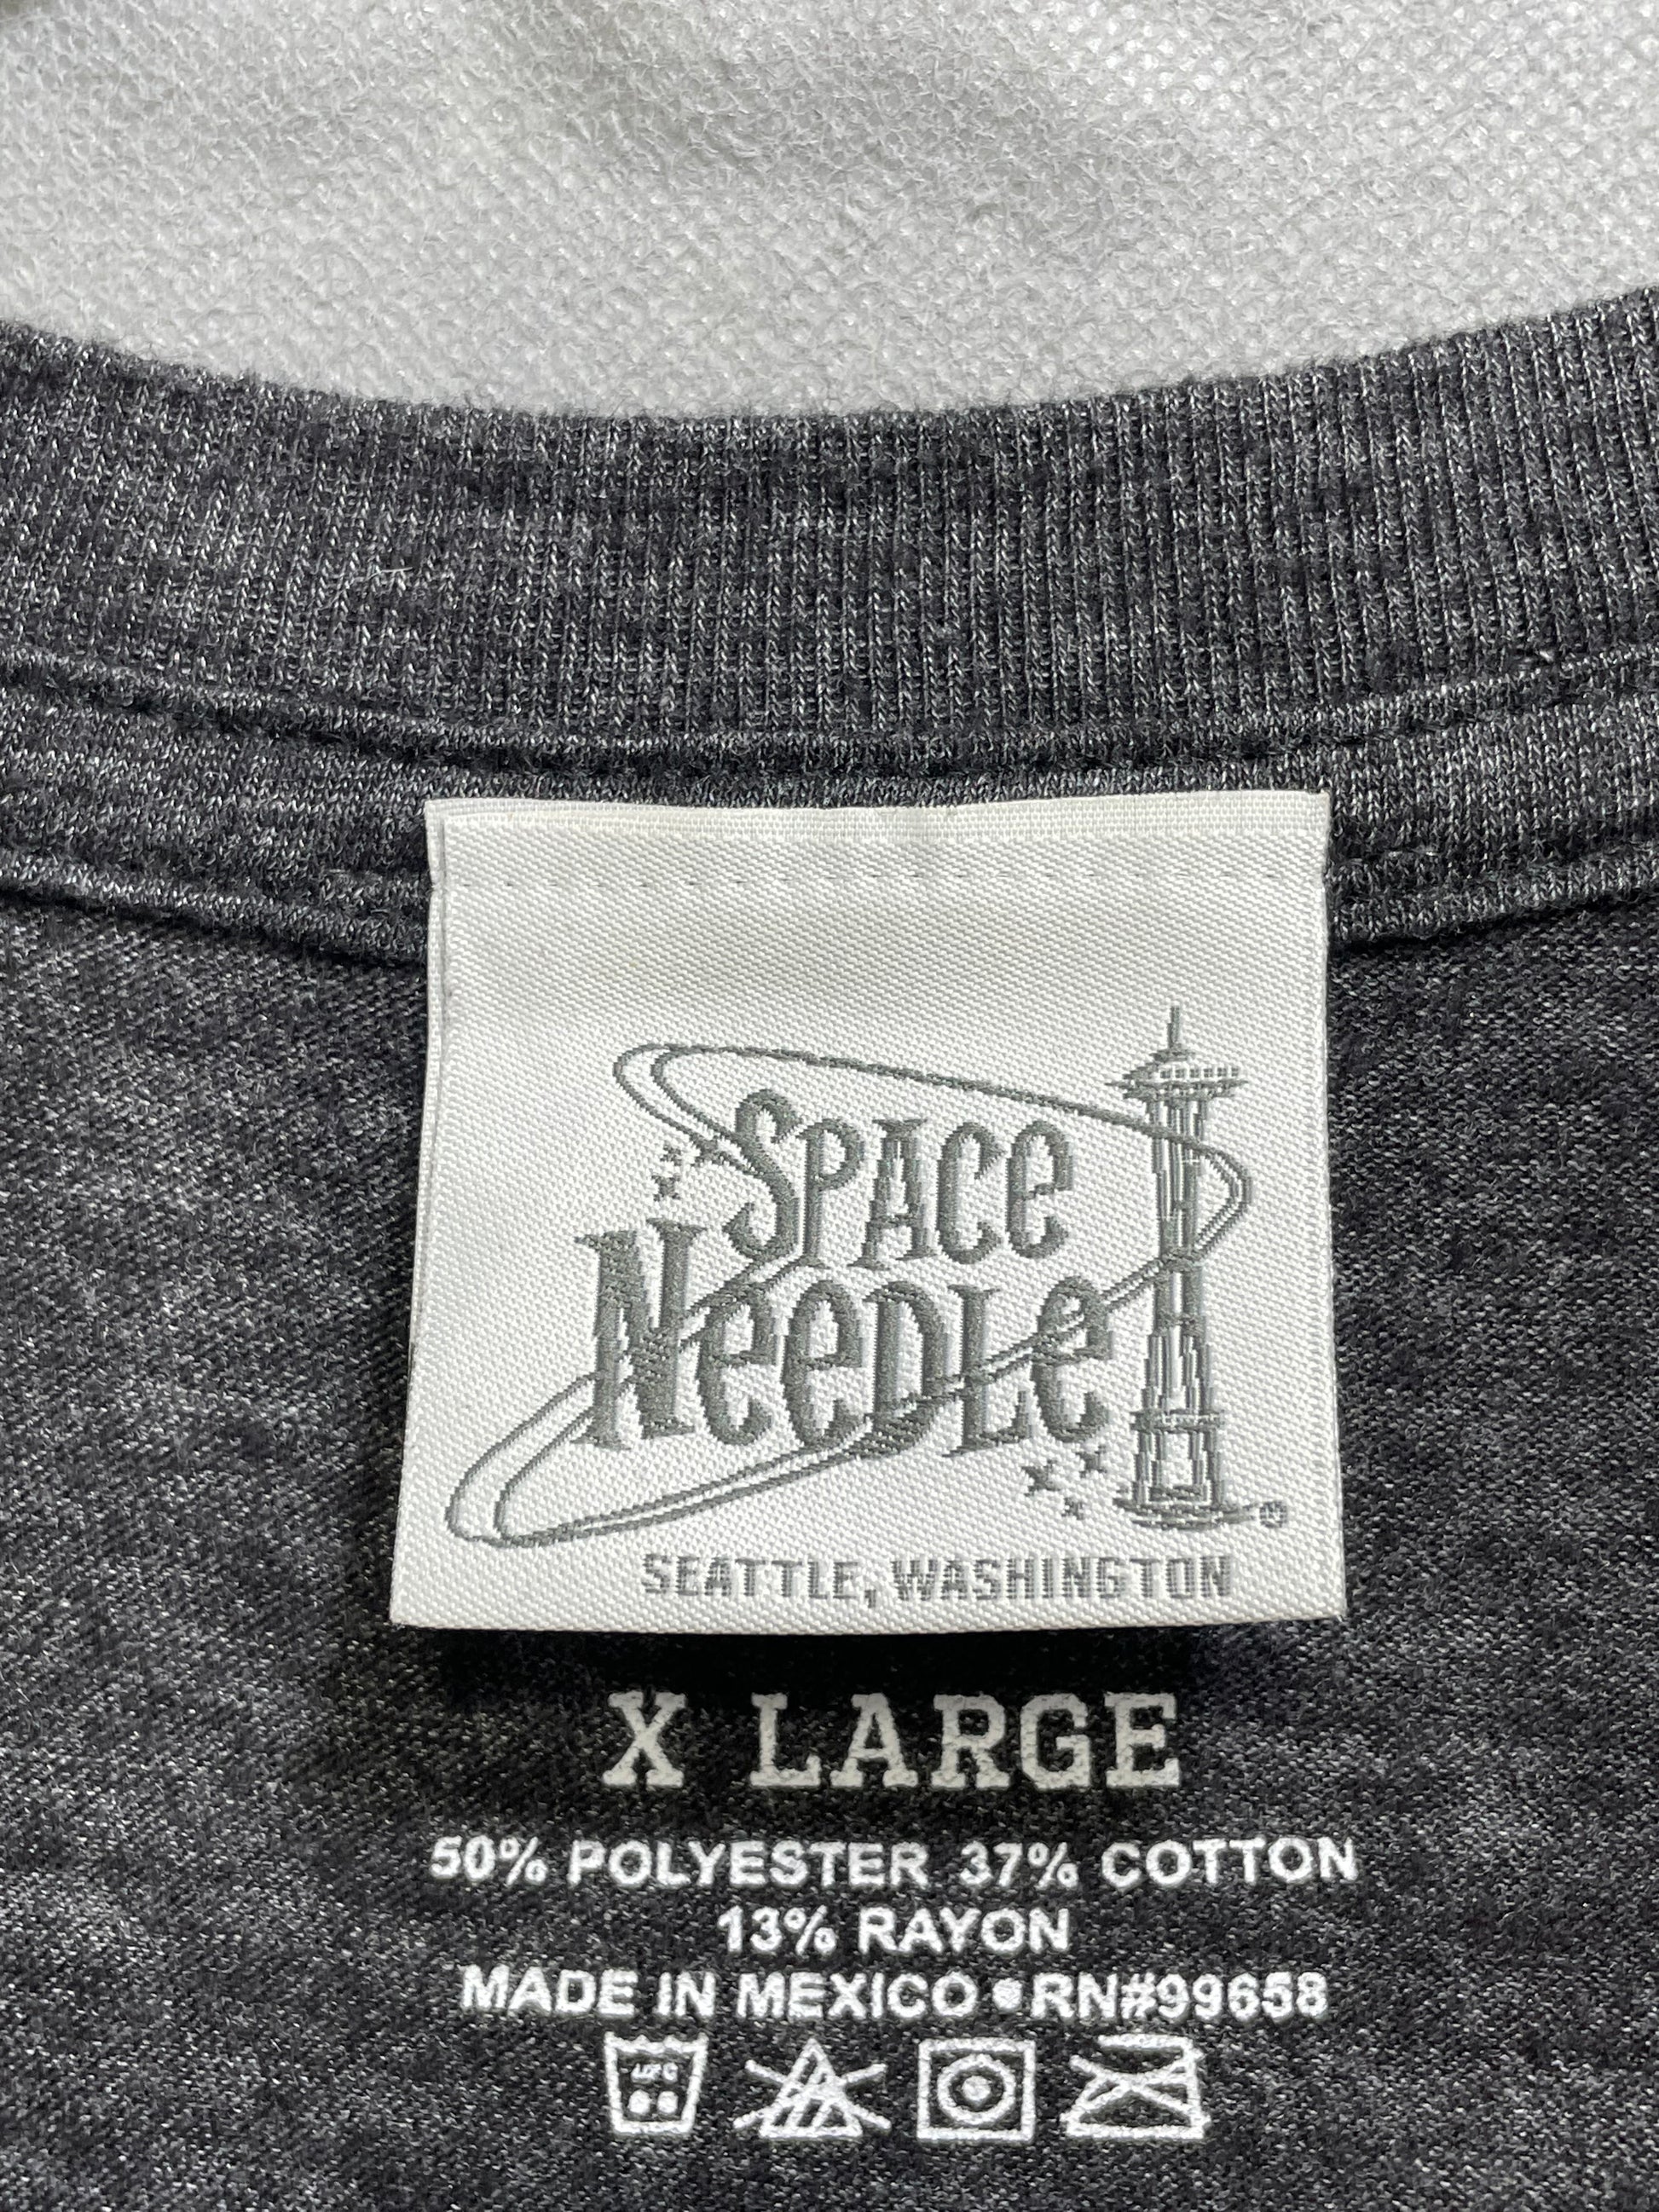 SPACE
NEEDLE
®
SEATTLE, WASHINGTON
X LARGE
50% POLYESTER 37% COTTON
13% RAYON
MADE IN MEXICO • RN#99658